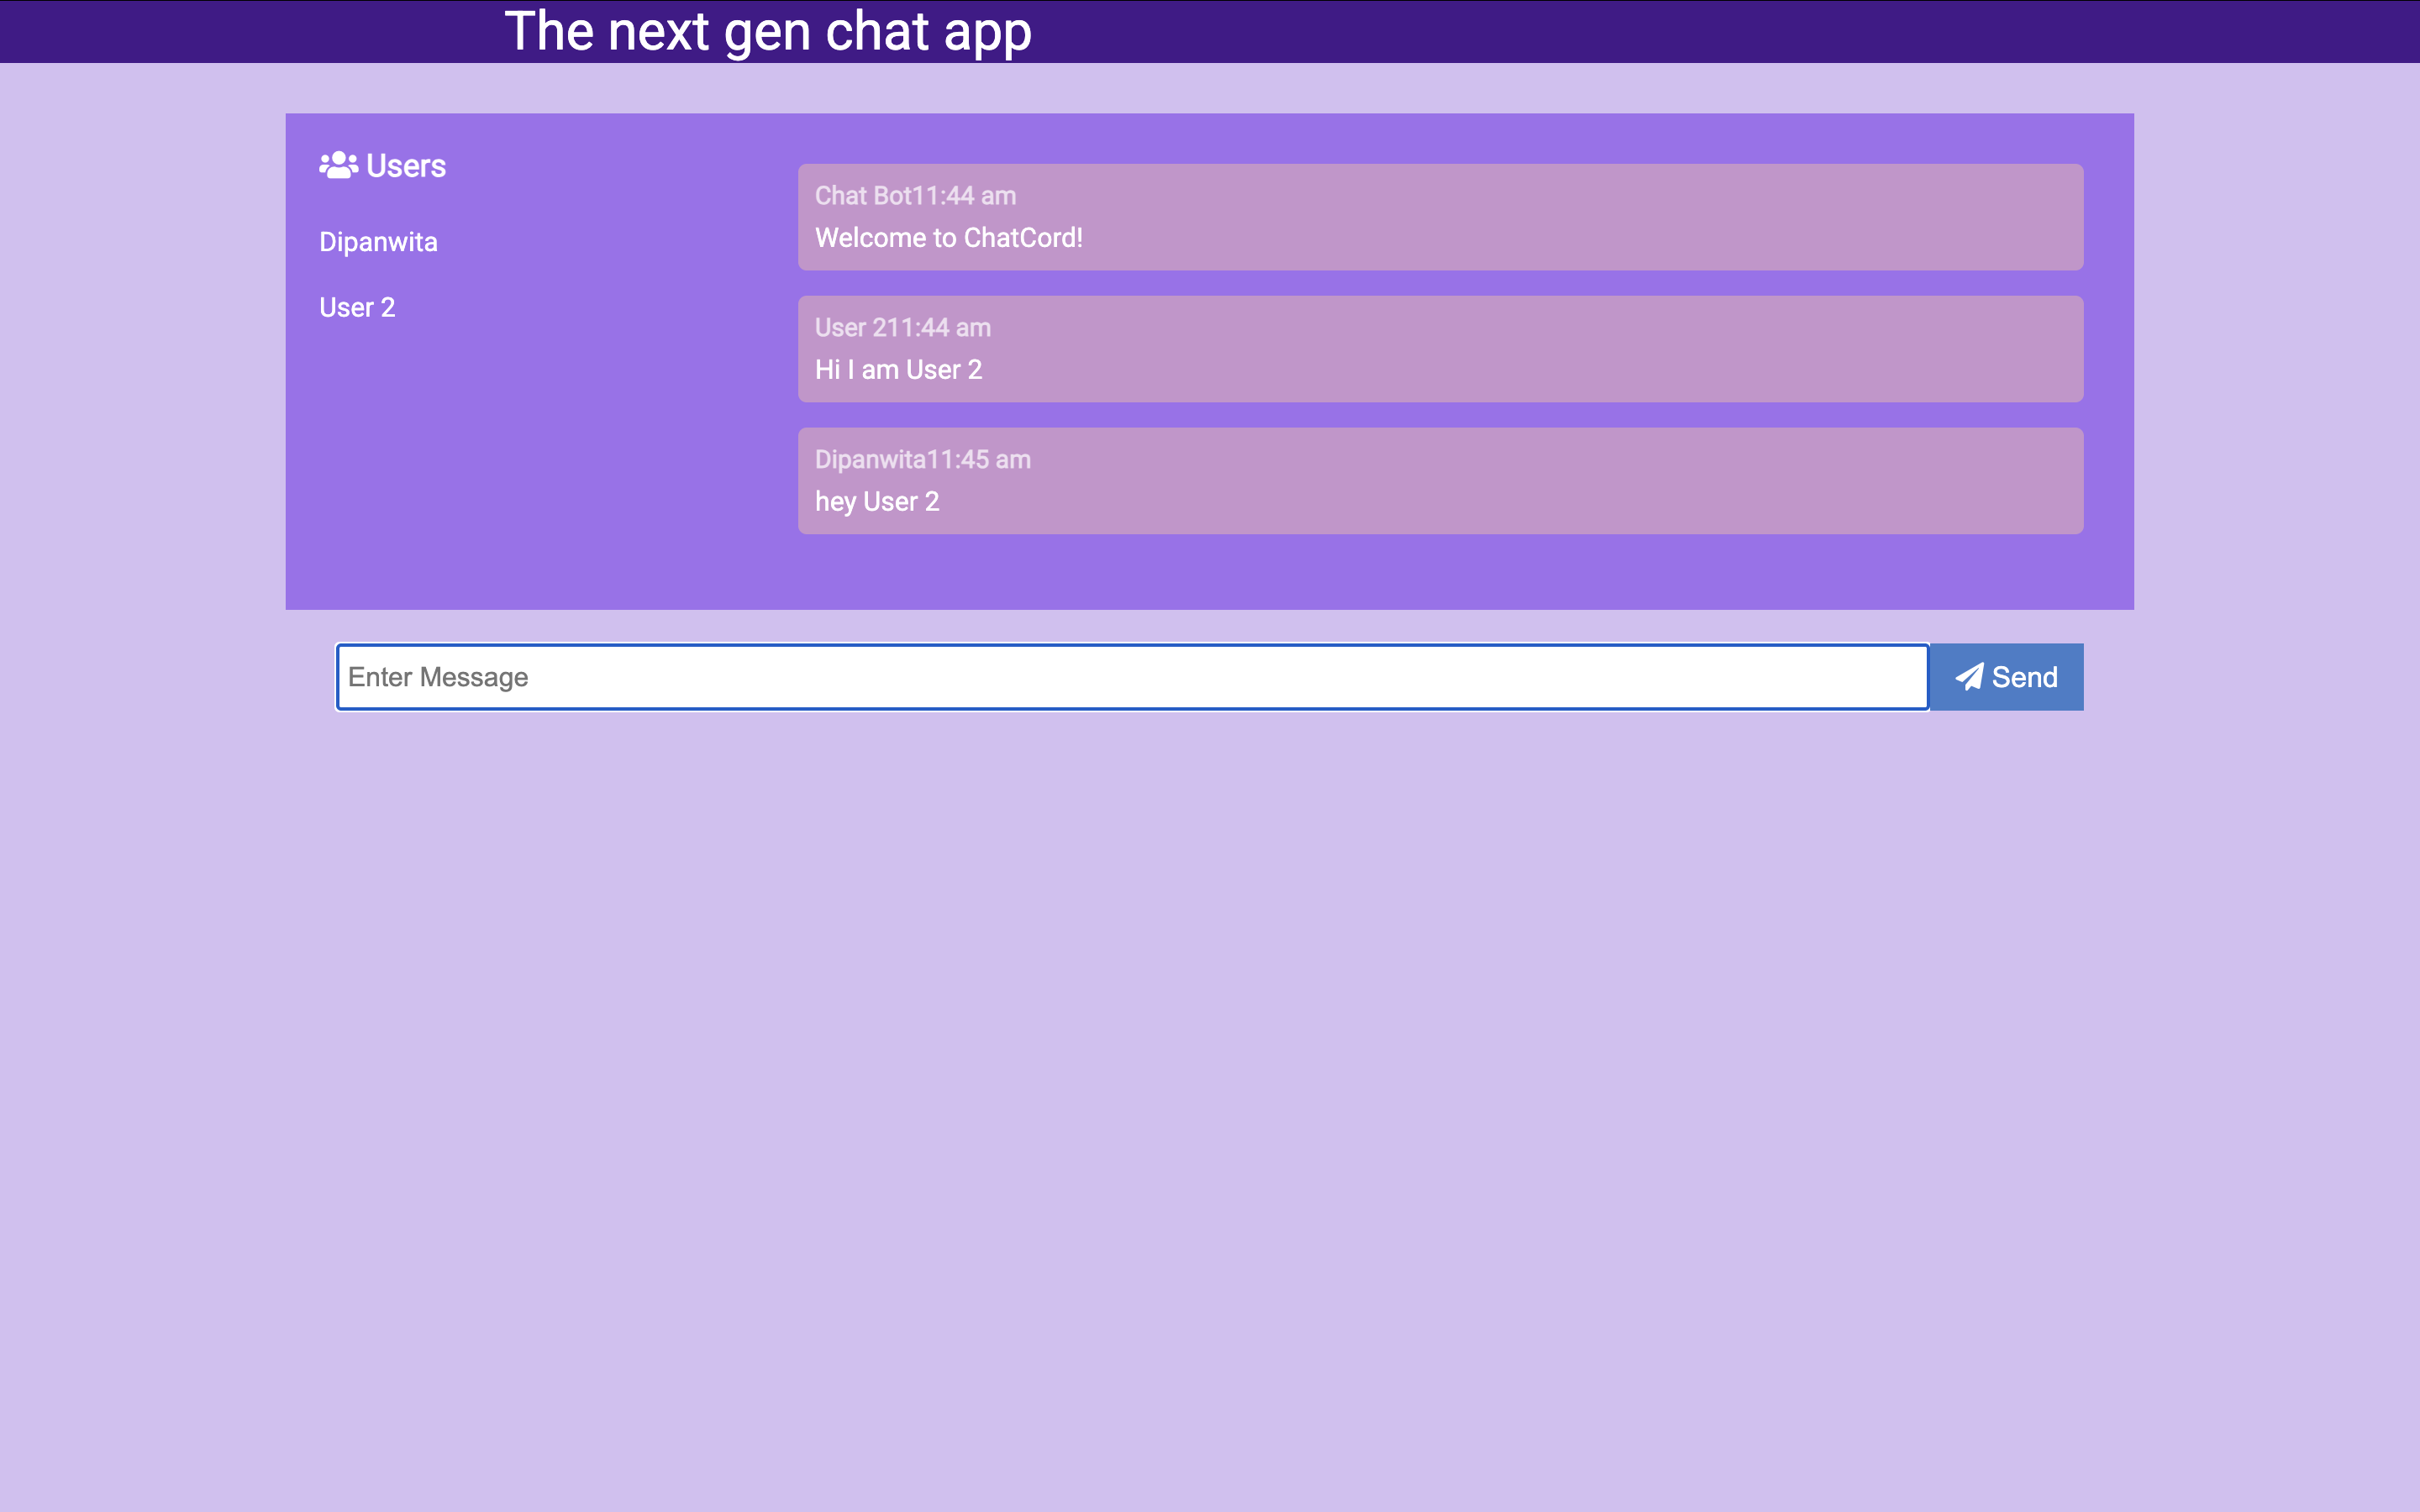 The next gen chat app
Users
Dipanwita
User 2
Chat Bot11:44 am
Welcome to ChatCord!
User 211:44 am
Hi I am User 2
Dipanwita11:45 am
hey User 2
Enter Message
Send